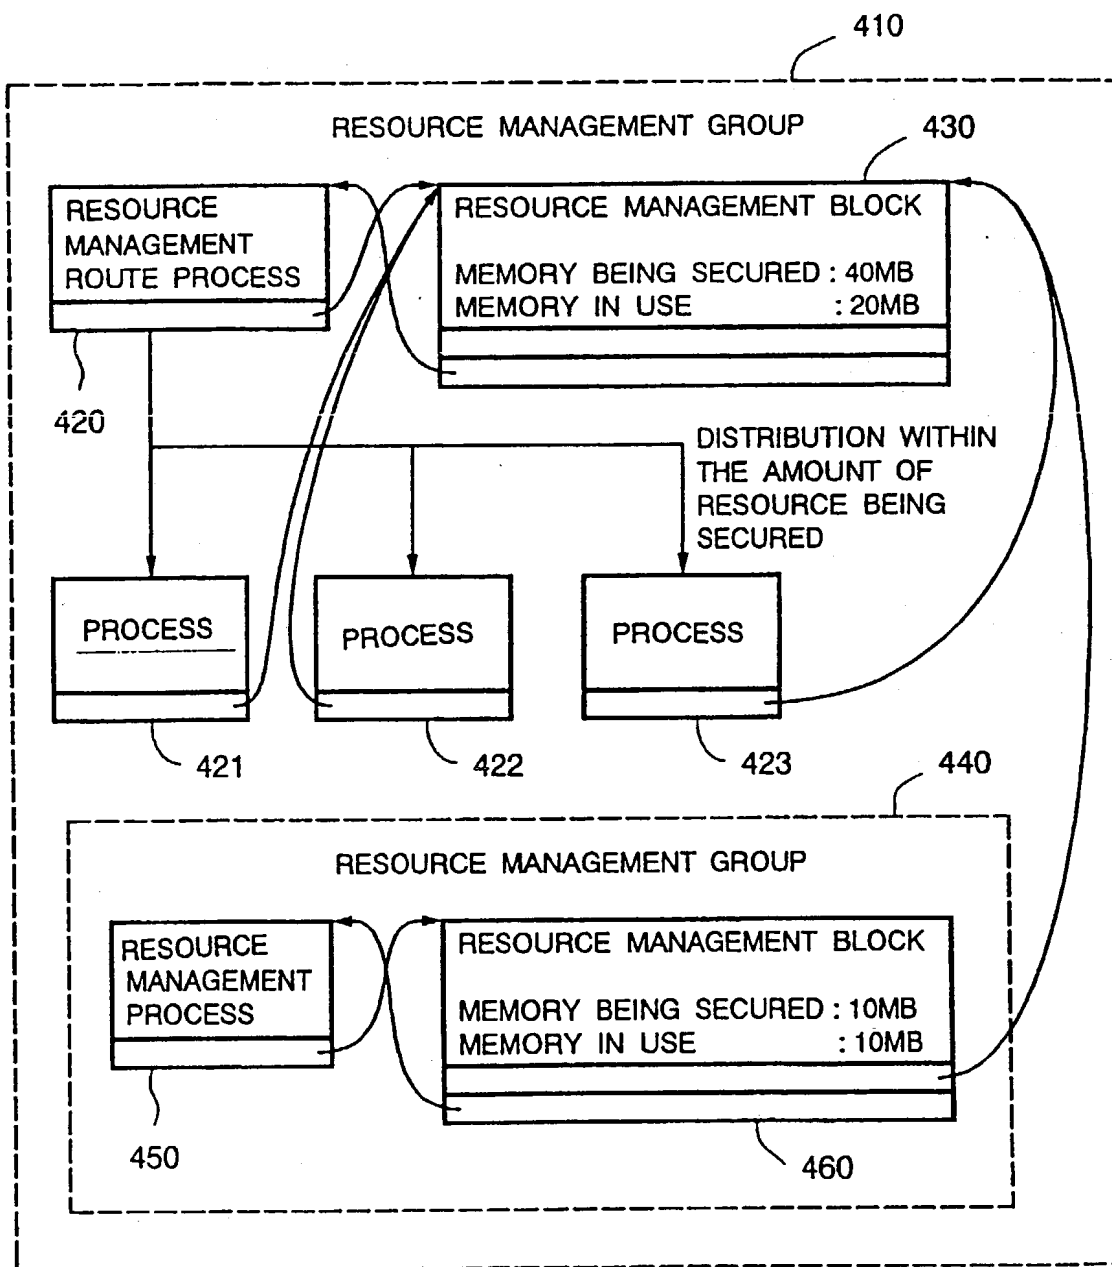 410
RESOURCE MANAGEMENT GROUP
430
RESOURCE
MANAGEMENT
ROUTE PROCESS
RESOURCE MANAGEMENT BLOCK
MEMORY BEING SECURED : 40MB
MEMORY IN USE : 20MB
420
DISTRIBUTION WITHIN
THE AMOUNT OF
RESOURCE BEING
SECURED
PROCESS
PROCESS
PROCESS
421
422
423
440
RESOURCE MANAGEMENT GROUP
RESOURCE
MANAGEMENT
PROCESS
RESOURCE MANAGEMENT BLOCK
MEMORY BEING SECURED : 10MB
MEMORY IN USE : 10MB
450
460